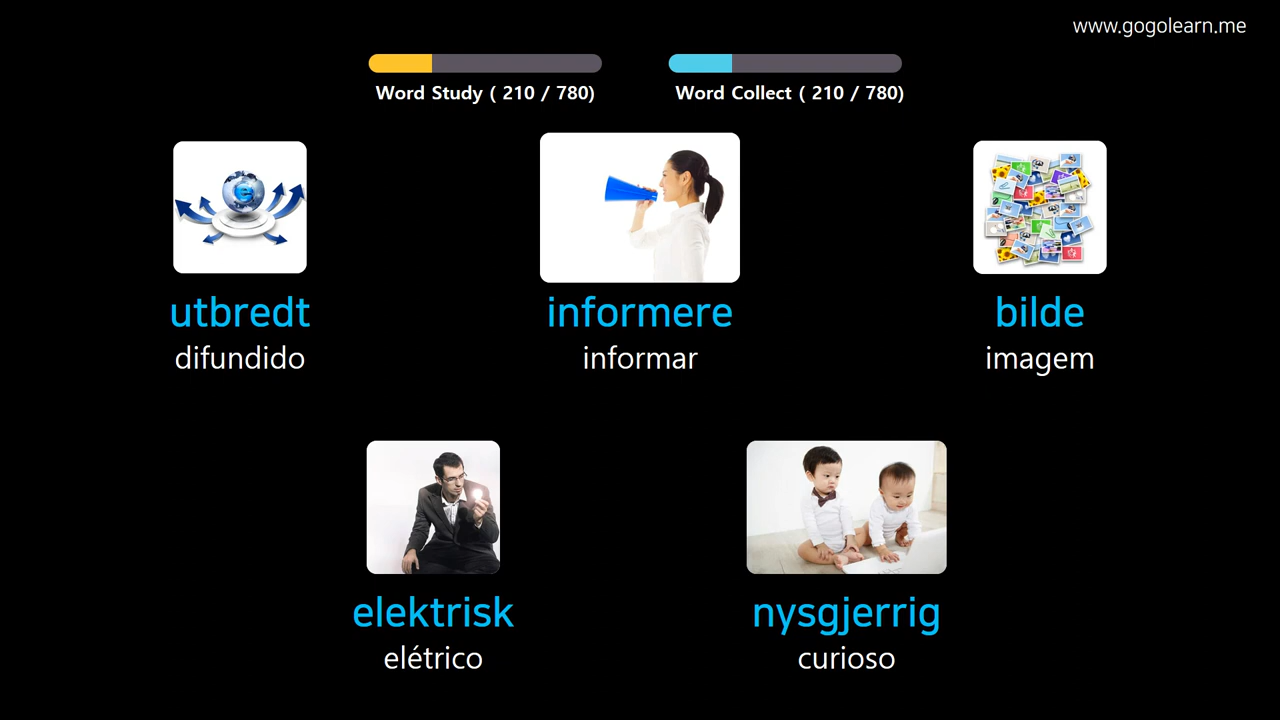 www.gogolearn.me
Word Study ( 210 / 780)
Word Collect ( 210 / 780)
utbredt
difundido
informere
informar
bilde
imagem
elektrisk
elétrico
nysgjerrig
curioso